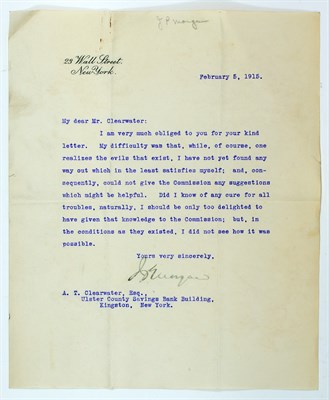 J P Morgan
23 Wall Street.
New York.
February 5, 1915.
My dear Mr. Clearwater:
I am very much obliged to you for your kind
letter. My difficulty was that, while, of course, one
realizes the evils that exist, I have not yet found any
way out which in the least satisfies myself; and, con-
sequently, could not give the Commission any suggestions
which might be helpful. Did I know of any cure for all
troubles, naturally, I should be only too delighted to
have given that knowledge to the Commission; but, in
the conditions as they existed, I did not see how it was
possible.
Yours very sincerely,
J P Morgan
A. T. Clearwater, Esq.,
Ulster County Savings Bank Building,
Kingston, New York.